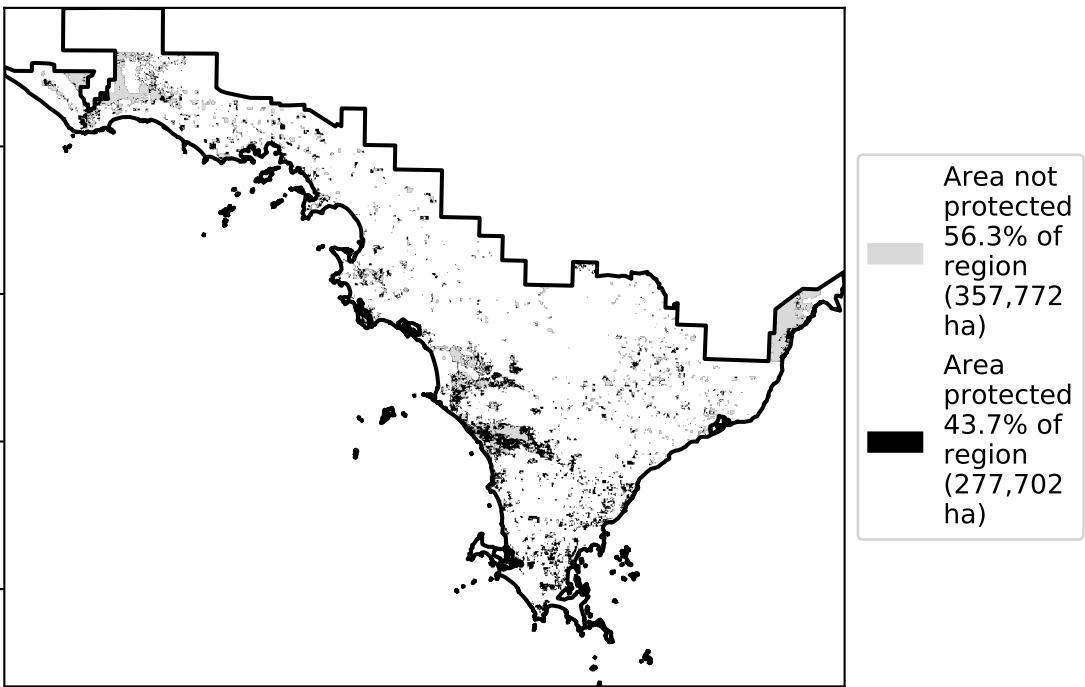 Area not
protected
56.3% of
region
(357,772
ha)
Area
protected
43.7% of
region
(277,702
ha)